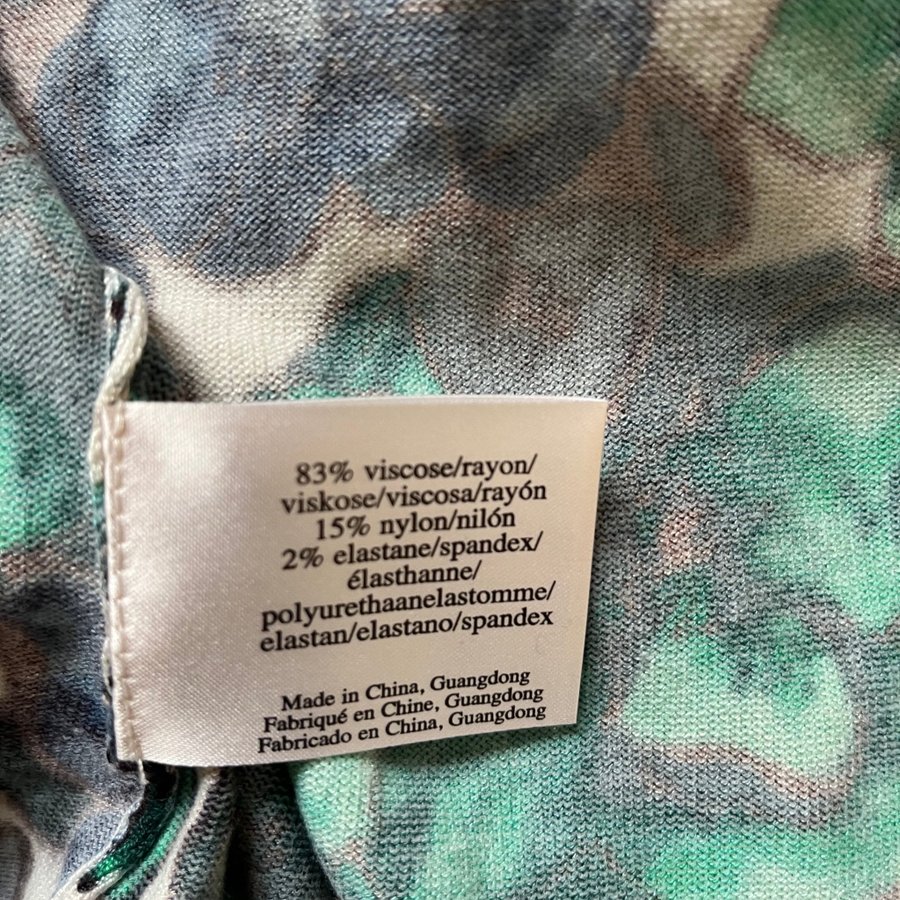 83% viscose/rayon/
viskose/viscosa/rayón
15% nylon/nilón
2% elastane/spandex/
élasthanne/
polyurethaanelastomme/
elastan/elastano/spandex
Made in China, Guangdong
Fabriqué en Chine, Guangdong
Fabricado en China, Guangdong